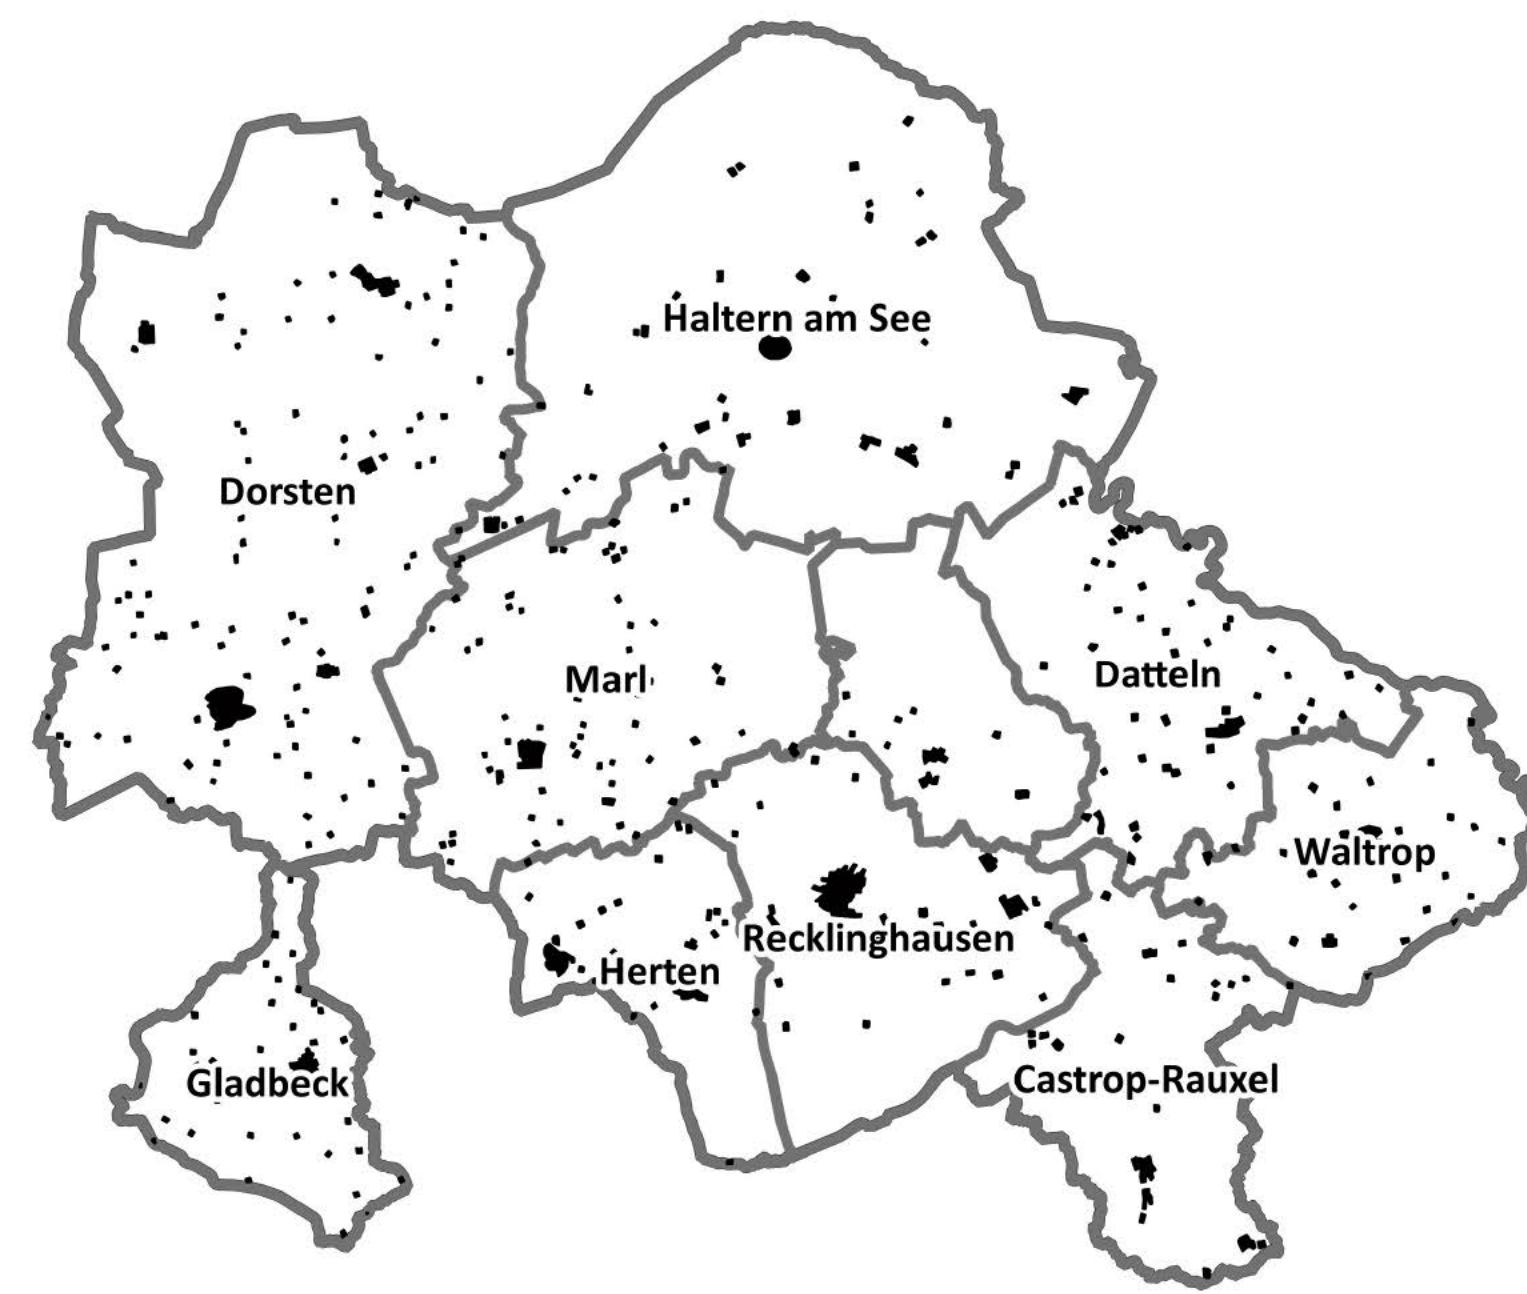 Haltern am See
Dorsten
Marl
Datteln
Waltrop
Recklinghausen
Herten
Gladbeck
Castrop-Rauxel